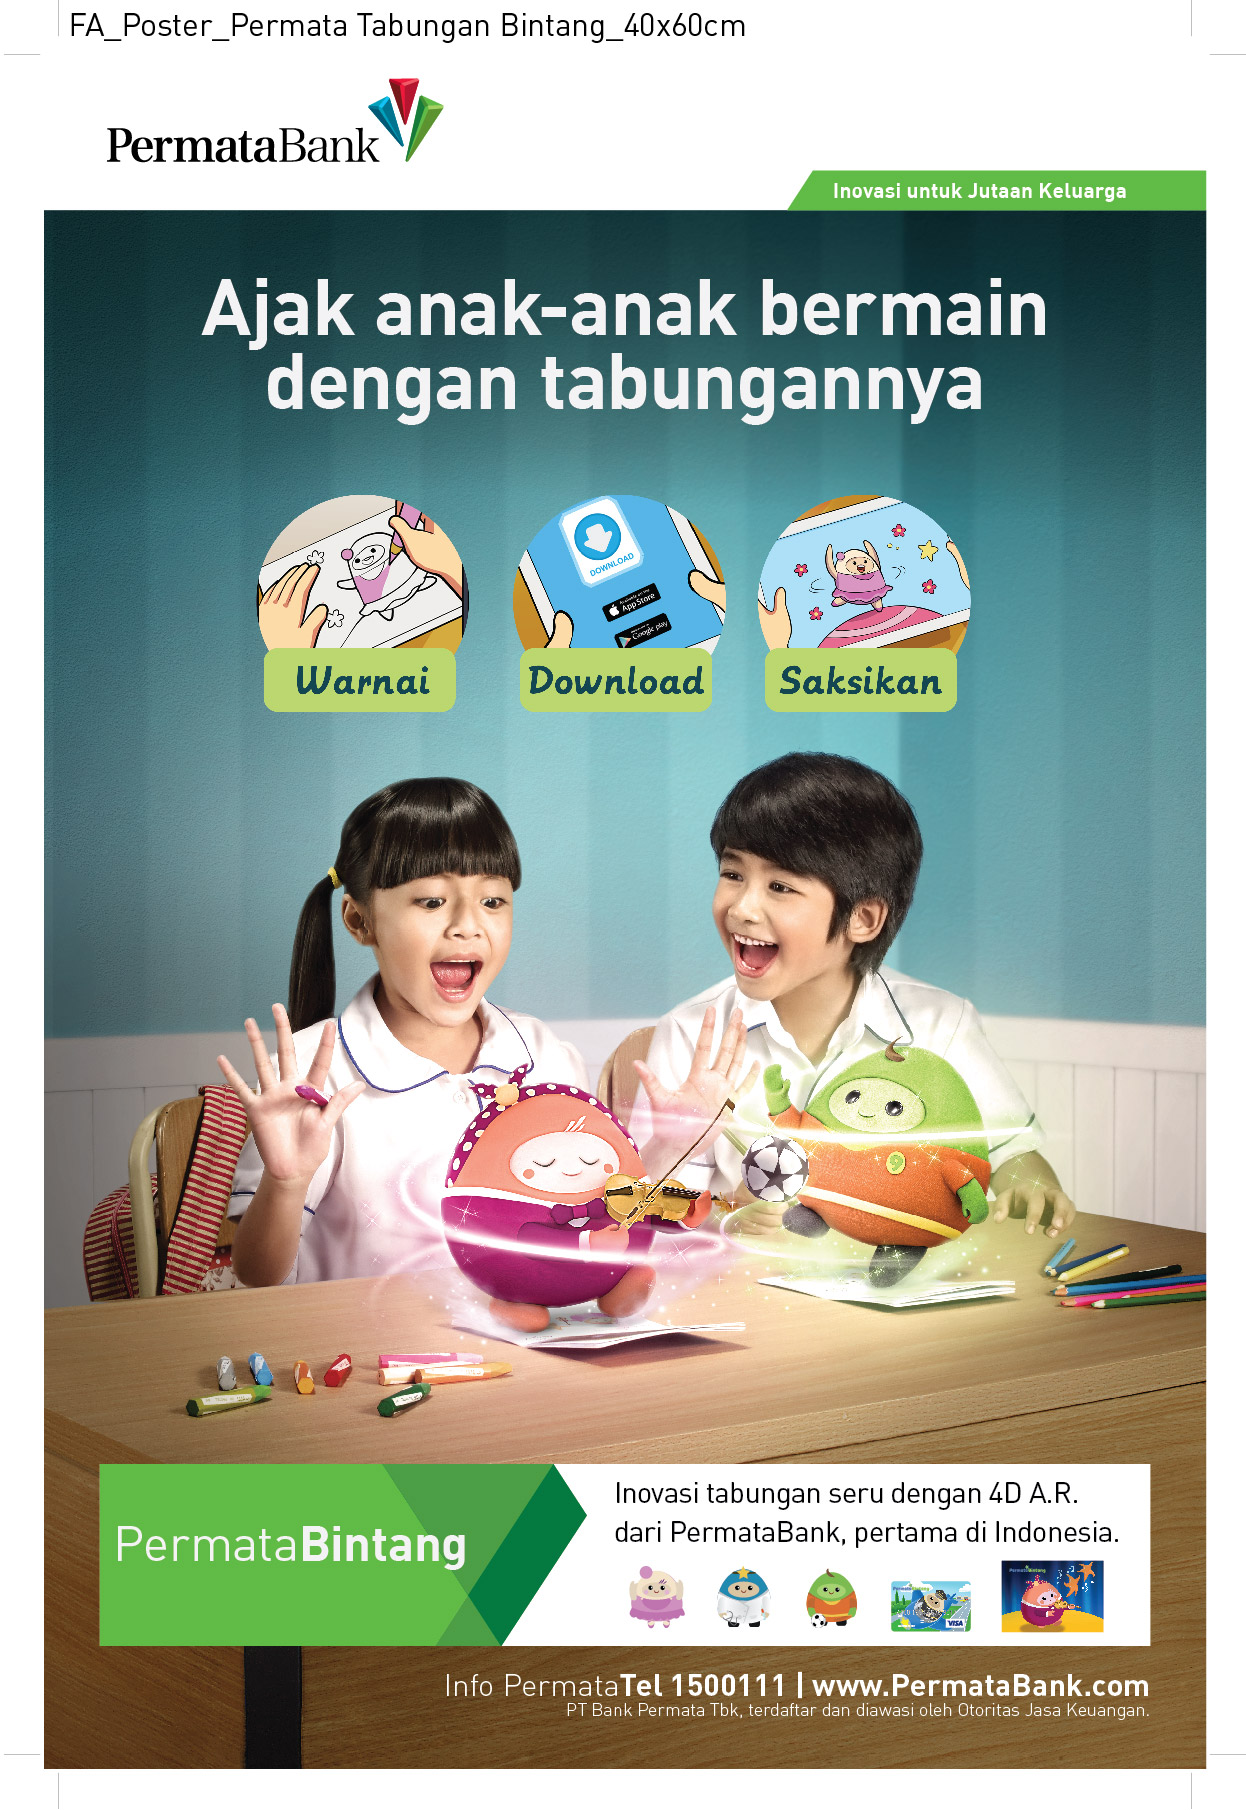 FA_Poster_Permata Tabungan Bintang_40x60cm
PermataBank
Inovasi untuk Jutaan Keluarga
Ajak anak-anak bermain
dengan tabungannya
DOWNLOAD
App Store
Google play
Warnai
Download
Saksikan
PermataBintang
Inovasi tabungan seru dengan 4D A.R.
dari PermataBank, pertama di Indonesia.
PermataBintang
VISA
PermataBintang
Info PermataTel 1500111 | www.PermataBank.com
PT Bank Permata Tbk, terdaftar dan diawasi oleh Otoritas Jasa Keuangan.